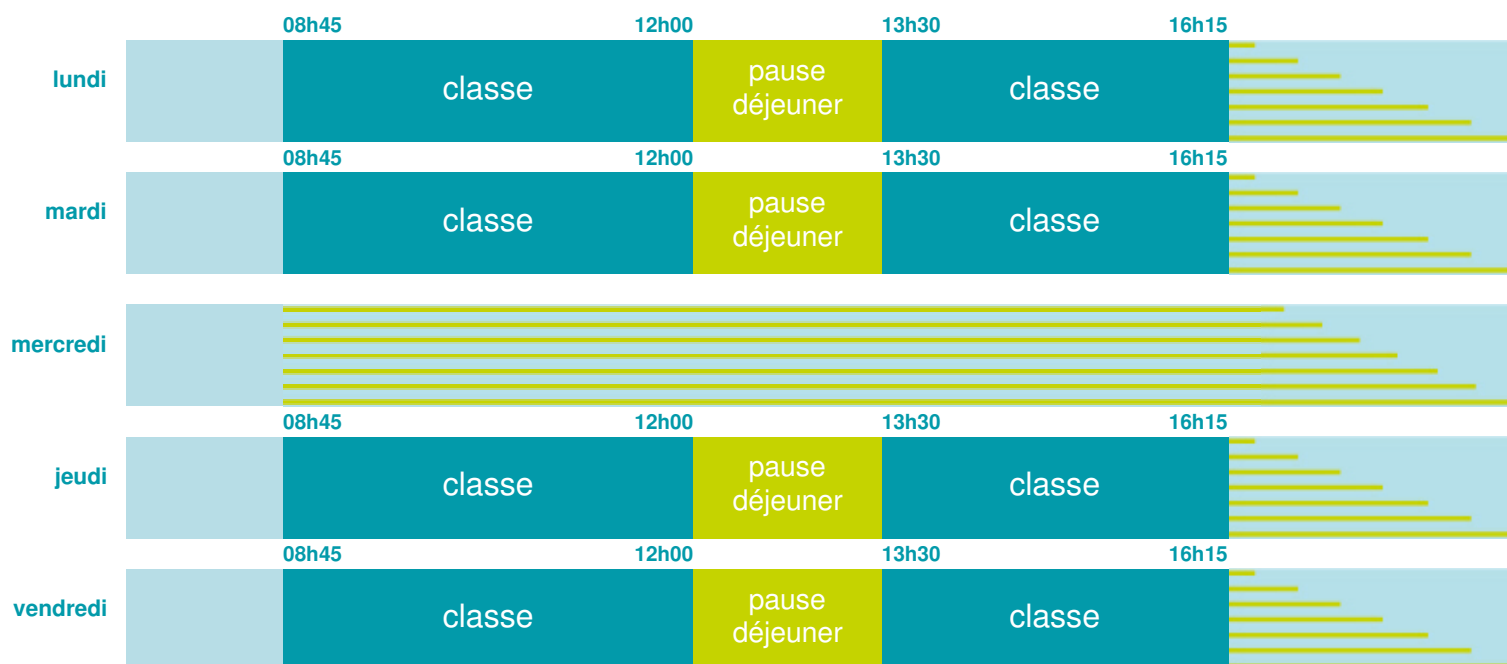 08h45 12h00 13h30 16h15
lundi classe pause déjeuner classe
08h45 12h00 13h30 16h15
mardi classe pause déjeuner classe
mercredi
08h45 12h00 13h30 16h15
jeudi classe pause déjeuner classe
08h45 12h00 13h30 16h15
vendredi classe pause déjeuner classe